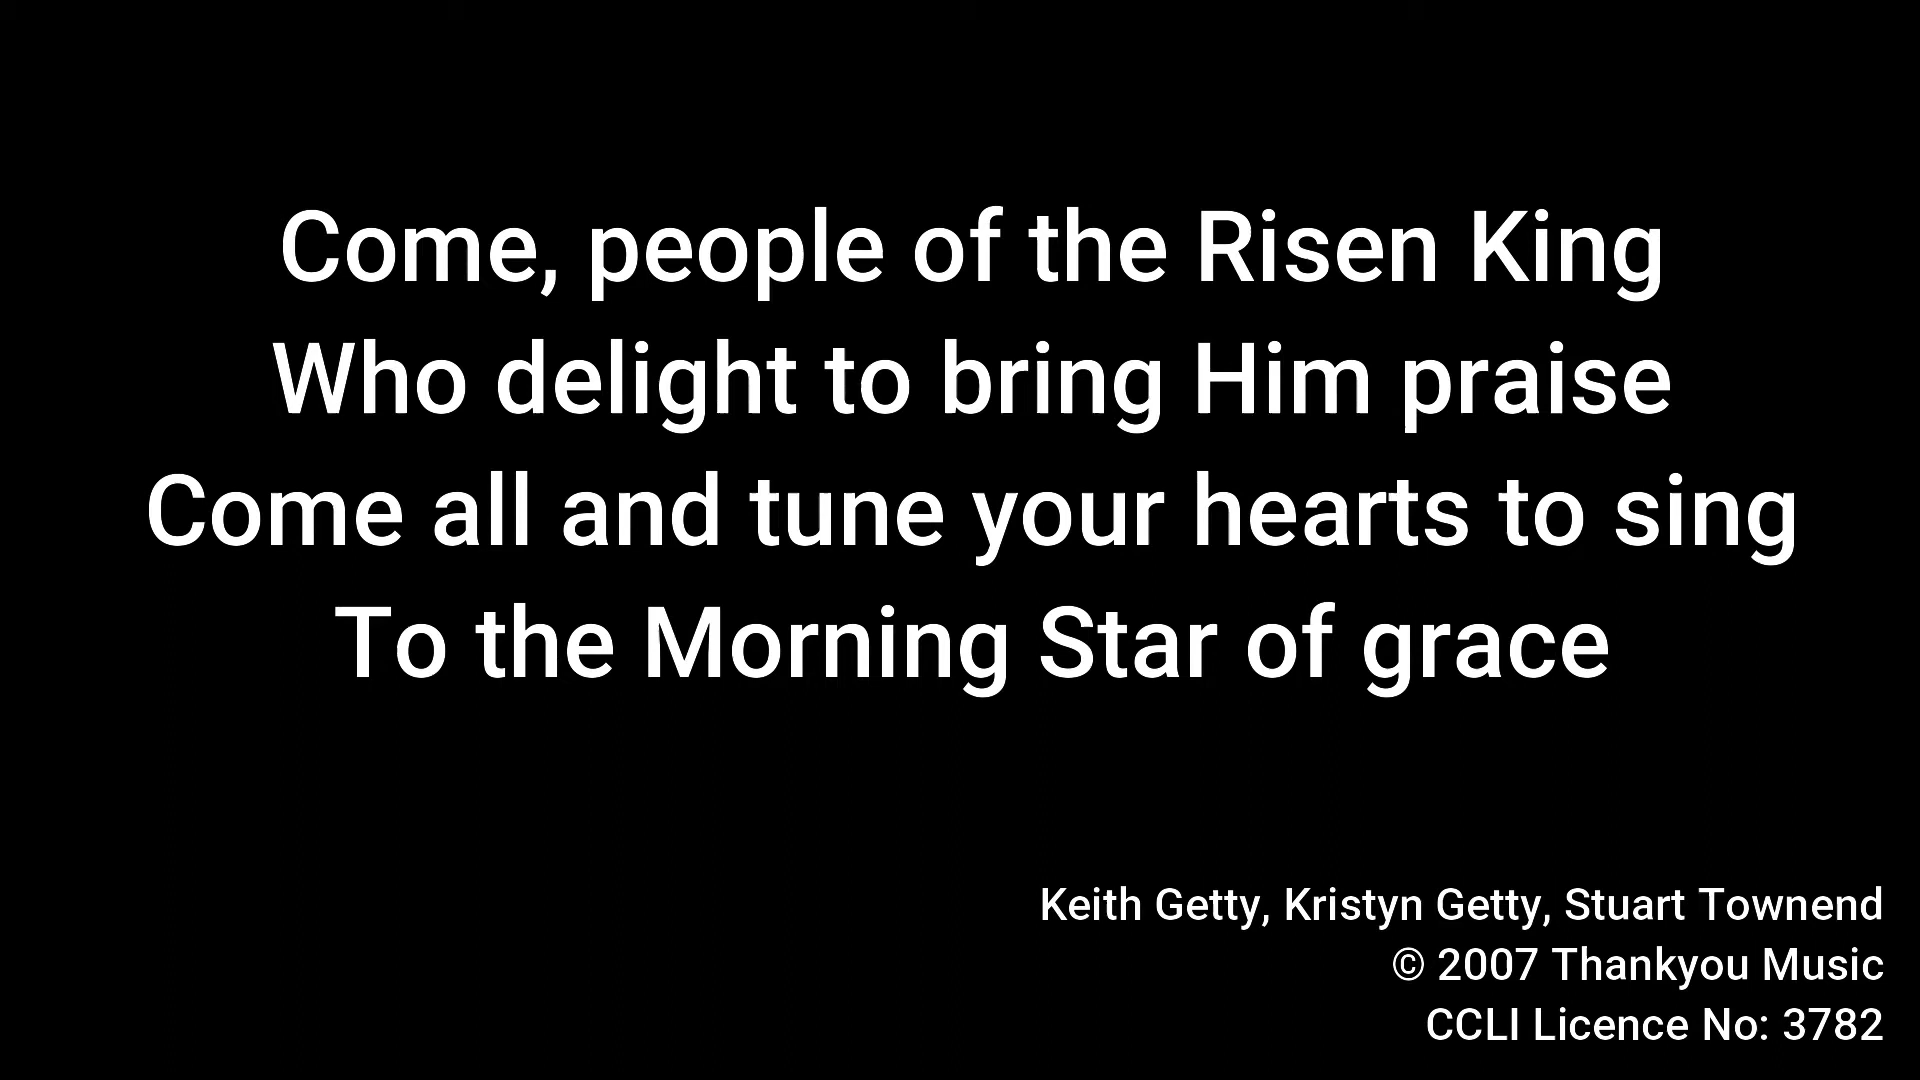 Come, people of the Risen King
Who delight to bring Him praise
Come all and tune your hearts to sing
To the Morning Star of grace
Keith Getty, Kristyn Getty, Stuart Townend
© 2007 Thankyou Music
CCLI Licence No: 3782